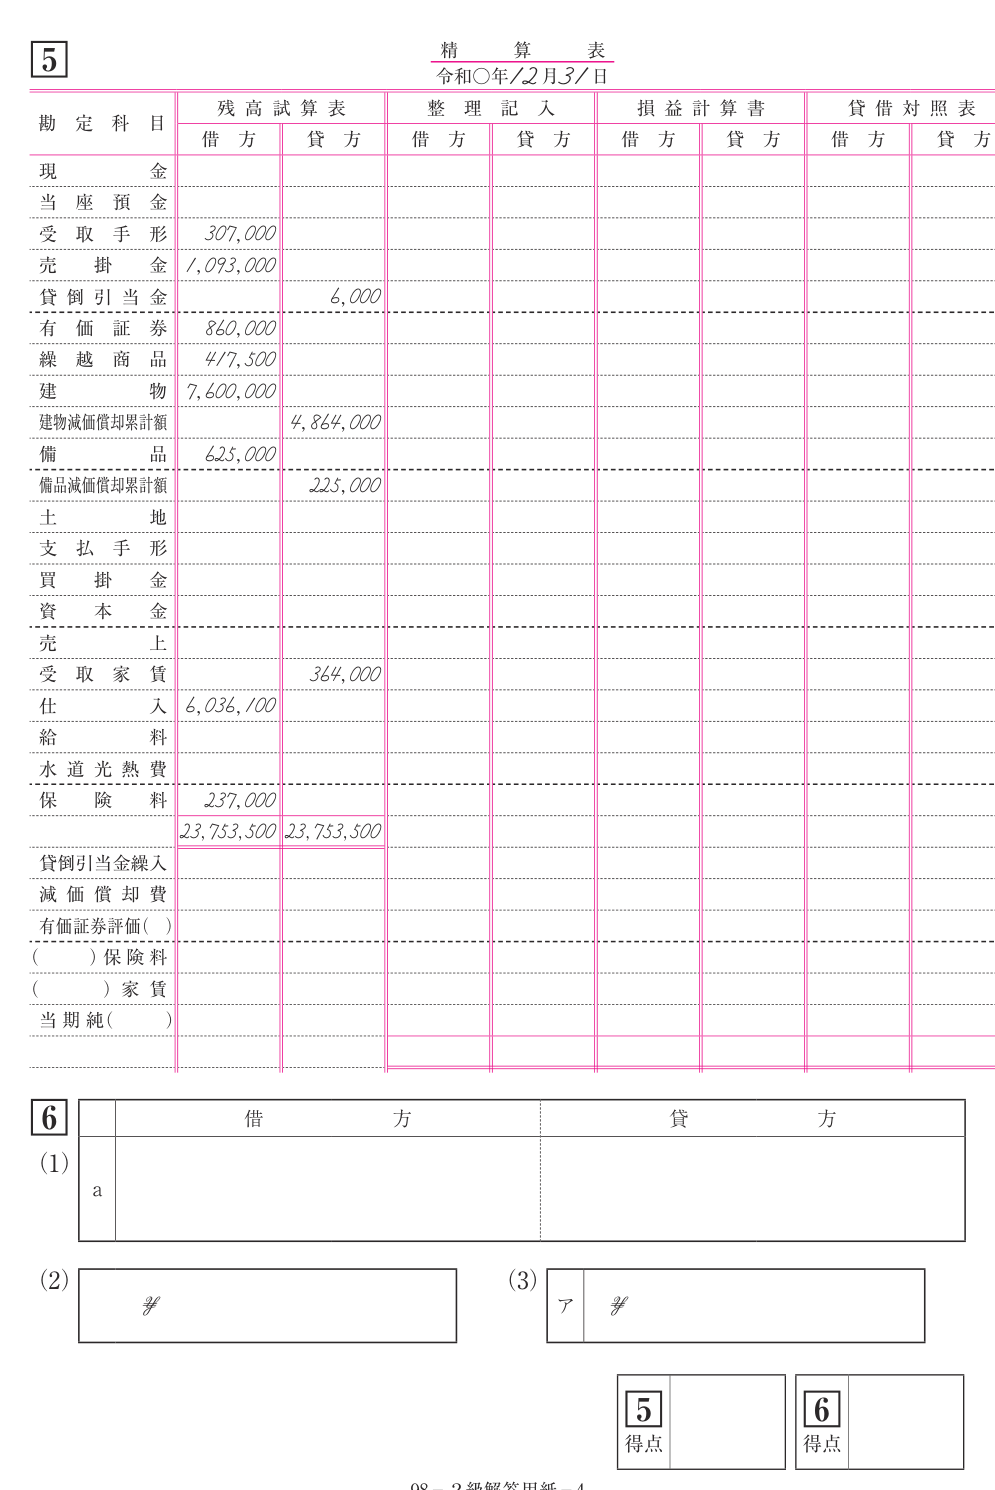 5
精算表
令和〇年12月31日
勘定科目 残高試算表 整理記入 損益計算書 貸借対照表
借方 貸方 借方 貸方 借方 貸方 借方 貸方
現金
当座預金
受取手形 307,000
売掛金 1,093,000
貸倒引当金 6,000
有価証券 860,000
繰越商品 417,500
建物 7,600,000
建物減価償却累計額 4,864,000
備品 625,000
備品減価償却累計額 225,000
土地
支払手形
買掛金
資本金
売上
受取家賃 364,000
仕入 6,036,100
給料
水道光熱費
保険料 237,000
23,753,500 23,753,500
貸倒引当金繰入
減価償却費
有価証券評価( )
( )保険料
( )家賃
当期純( )
6
借方 貸方
(1)
a
(2) ¥ (3) ア ¥
5 得点 6 得点
98－2級解答用紙－4